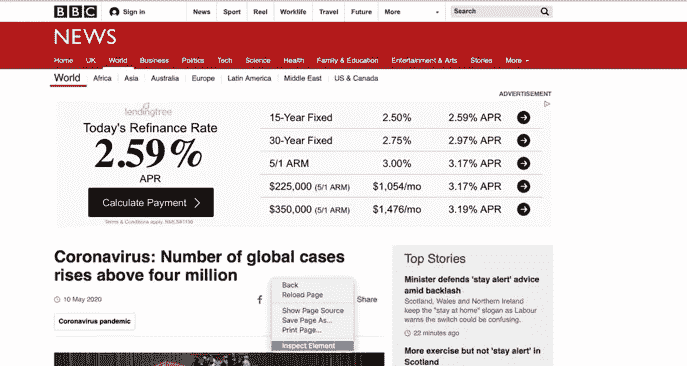 BBC Sign in News Sport Reel Worklife Travel Future More Search
NEWS
Home UK World Business Politics Tech Science Health Family & Education Entertainment & Arts Stories More
World Africa Asia Australia Europe Latin America Middle East US & Canada
ADVERTISEMENT
lendingtree
Today's Refinance Rate
2.59%
APR
Calculate Payment
15-Year Fixed 2.50% 2.59% APR
30-Year Fixed 2.75% 2.97% APR
5/1 ARM 3.00% 3.17% APR
$225,000 (5/1 ARM) $1,054/mo 3.17% APR
$350,000 (5/1 ARM) $1,476/mo 3.19% APR
Terms & Conditions apply.
Coronavirus: Number of global cases
rises above four million
10 May 2020
Share
Coronavirus pandemic
Back
Reload Page
Show Page Source
Save Page As...
Print Page...
Inspect Element
Top Stories
Minister defends 'stay alert' advice
amid backlash
Scotland, Wales and Northern Ireland
keep the "stay at home" slogan as Labour
warns the switch could be confusing.
22 minutes ago
More exercise but not 'stay alert' in
Scotland